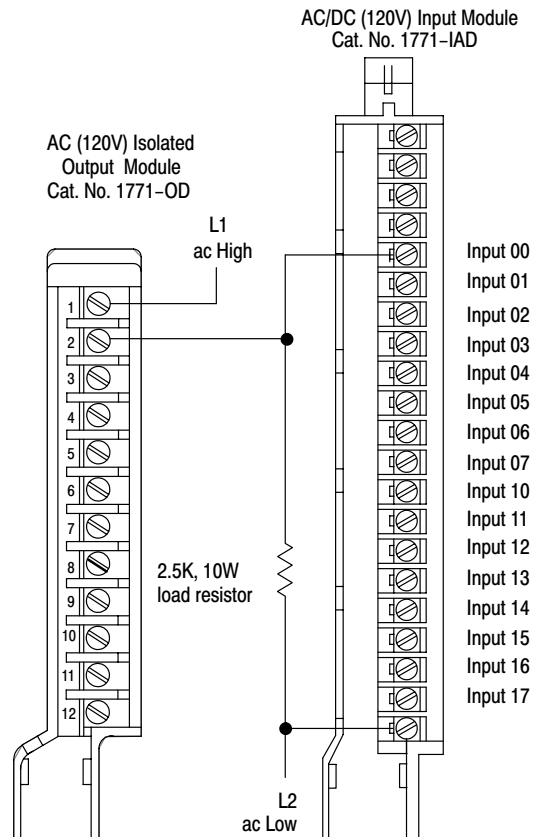 AC/DC (120V) Input Module
Cat. No. 1771–IAD
AC (120V) Isolated
Output Module
Cat. No. 1771–OD
L1
ac High
1
2
3
4
5
6
7
8
9
10
11
12
2.5K, 10W
load resistor
Input 00
Input 01
Input 02
Input 03
Input 04
Input 05
Input 06
Input 07
Input 10
Input 11
Input 12
Input 13
Input 14
Input 15
Input 16
Input 17
L2
ac Low